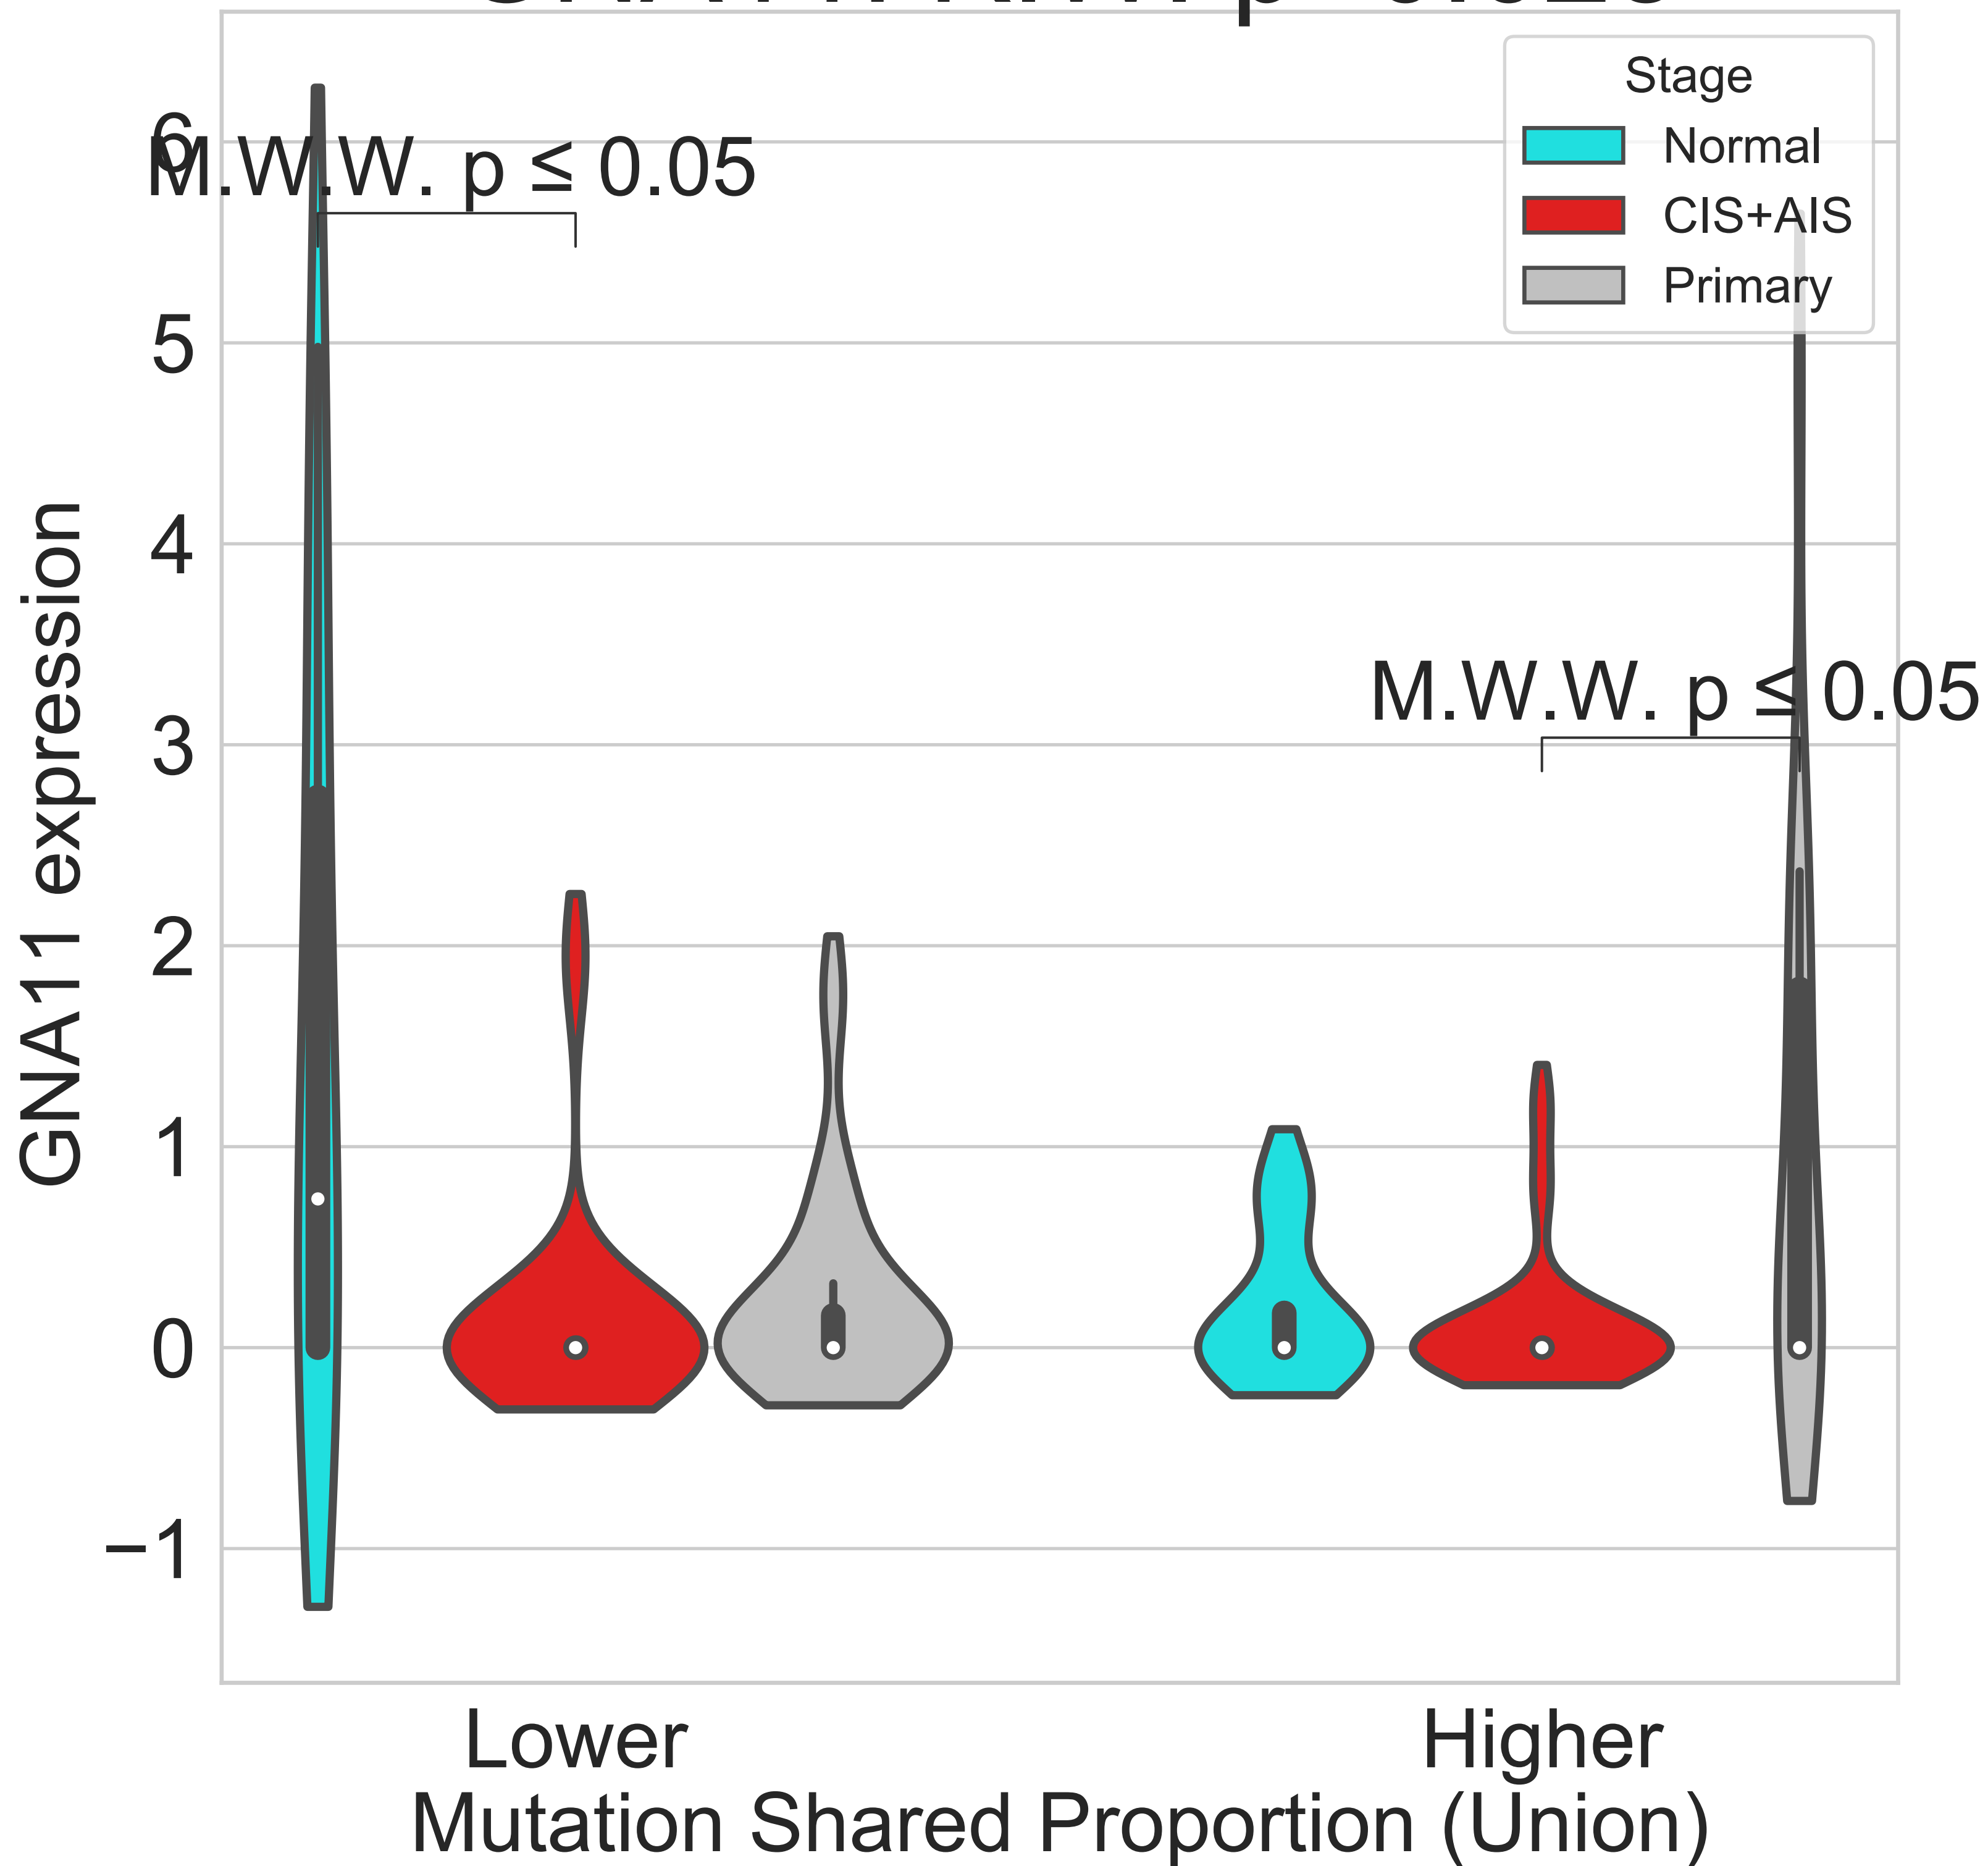 Stage
Normal
CIS+AIS
Primary
M.W.W. p ≤ 0.05
M.W.W. p ≤ 0.05
6
5
4
3
2
1
0
−1
GNA11 expression
Lower
Higher
Mutation Shared Proportion (Union)